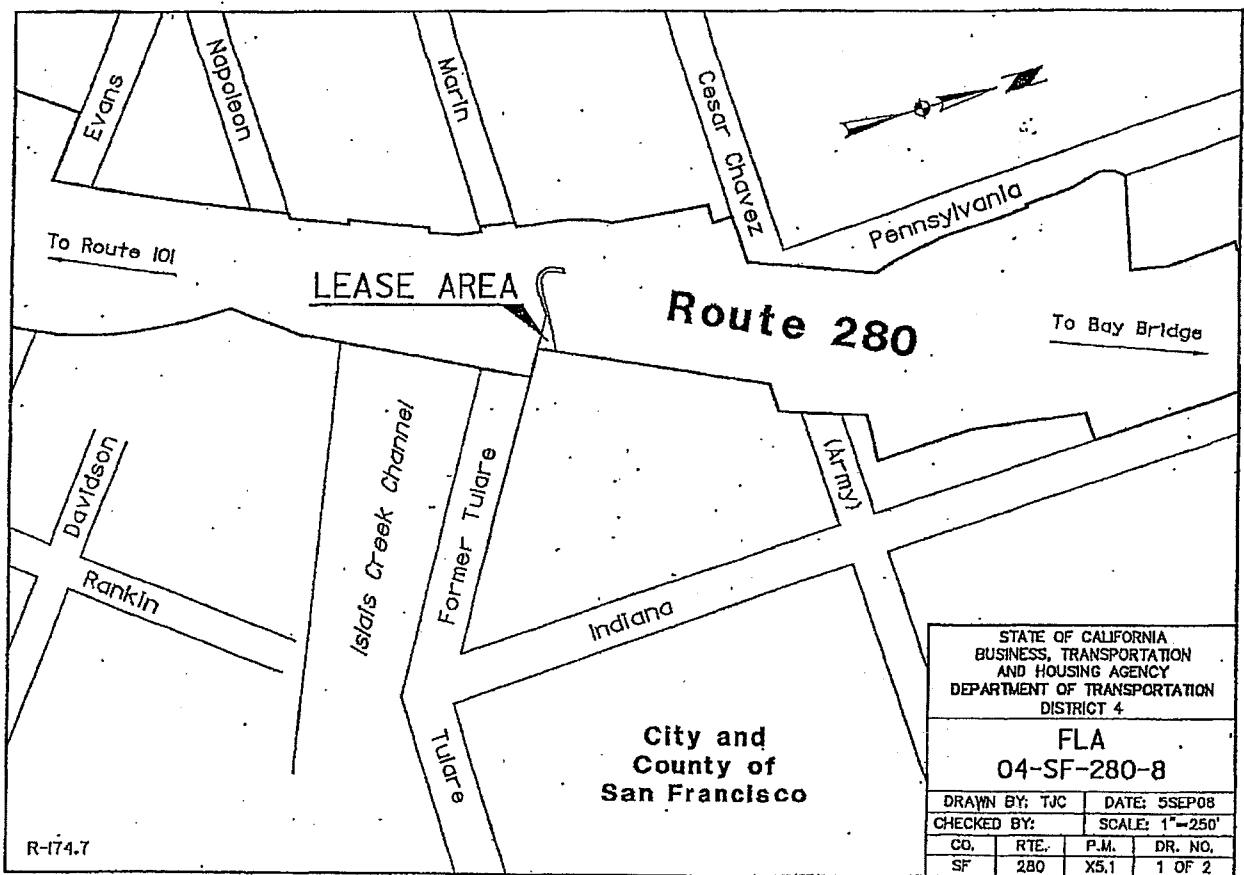 Evans
Napoleon
Marin
Cesar Chavez
Pennsylvania
To Route 101
LEASE AREA
Route 280
To Bay Bridge
Davidson
Rankin
Islais Creek Channel
Former Tulare
(Army)
Indiana
Tulare
City and
County of
San Francisco
R-174.7
STATE OF CALIFORNIA
BUSINESS, TRANSPORTATION
AND HOUSING AGENCY
DEPARTMENT OF TRANSPORTATION
DISTRICT 4
FLA
04-SF-280-8
DRAWN BY: TJC DATE: 5SEP08
CHECKED BY: SCALE: 1"=250'
CO. RTE. P.M. DR. NO.
SF 280 X5.1 1 OF 2